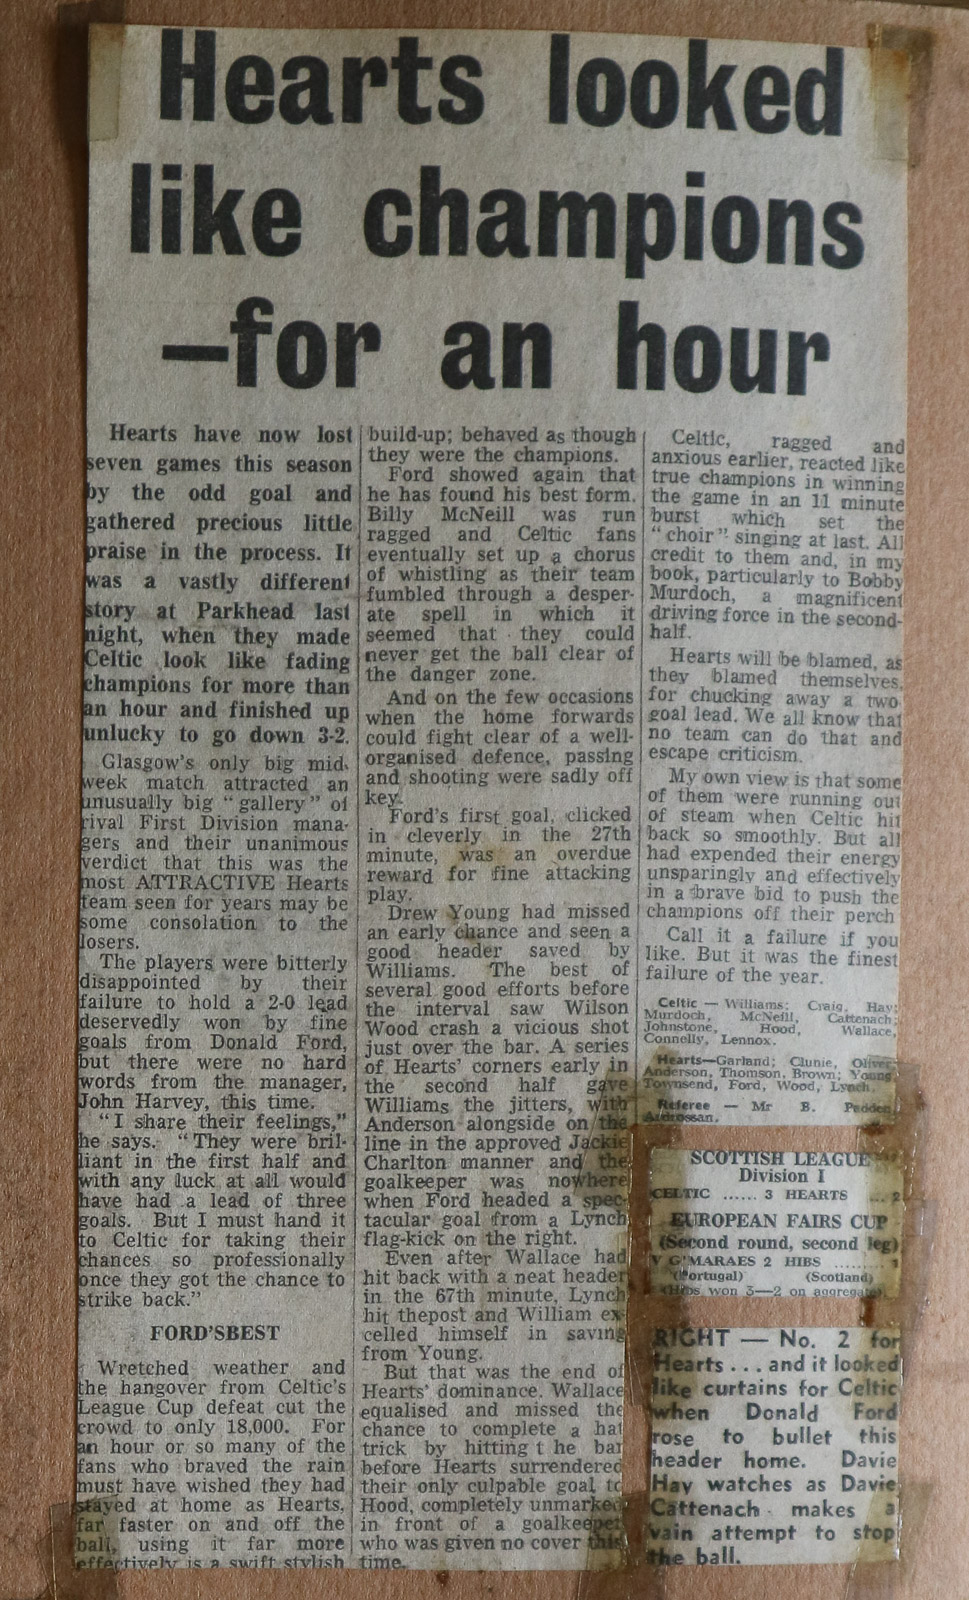 Hearts looked
like champions
—for an hour
Hearts have now lost
seven games this season
by the odd goal and
gathered precious little
praise in the process. It
was a vastly different
story at Parkhead last
night, when they made
Celtic look like fading
champions for more than
an hour and finished up
unlucky to go down 3-2.
Glasgow's only big mid-
week match attracted an
unusually big "gallery" of
rival First Division mana-
gers and their unanimous
verdict that this was the
most ATTRACTIVE Hearts
team seen for years may be
some consolation to the
losers.
The players were bitterly
disappointed by their
failure to hold a 2-0 lead
deservedly won by fine
goals from Donald Ford,
but there were no hard
words from the manager,
John Harvey, this time.
"I share their feelings,"
he says. "They were bril-
liant in the first half and
with any luck at all would
have had a lead of three
goals. But I must hand it
to Celtic for taking their
chances so professionally
once they got the chance to
strike back."
FORD'SBEST
Wretched weather and
the hangover from Celtic's
League Cup defeat cut the
crowd to only 18,000. For
an hour or so many of the
fans who braved the rain
must have wished they had
stayed at home as Hearts,
far faster on and off the
ball, using it far more
effectively is a swift stylish
build-up; behaved as though
they were the champions.
Ford showed again that
he has found his best form.
Billy McNeill was run
ragged and Celtic fans
eventually set up a chorus
of whistling as their team
fumbled through a desper-
ate spell in which it
seemed that they could
never get the ball clear of
the danger zone.
And on the few occasions
when the home forwards
could fight clear of a well-
organised defence, passing
and shooting were sadly off
key.
Ford's first goal, clicked
in cleverly in the 27th
minute, was an overdue
reward for fine attacking
play.
Drew Young had missed
an early chance and seen a
good header saved by
Williams. The best of
several good efforts before
the interval saw Wilson
Wood crash a vicious shot
just over the bar. A series
of Hearts' corners early in
the second half gave
Williams the jitters, with
Anderson alongside on the
line in the approved Jackie
Charlton manner and the
goalkeeper was nowhere
when Ford headed a spec-
tacular goal from a Lynch
flag-kick on the right.
Even after Wallace had
hit back with a neat header
in the 67th minute, Lynch
hit thepost and William ex-
celled himself in saving
from Young.
But that was the end of
Hearts' dominance. Wallace
equalised and missed the
chance to complete a hat
trick by hitting t he bar
before Hearts surrendered
their only culpable goal to
Hood, completely unmarked
in front of a goalkeeper
who was given no cover this
time.
Celtic, ragged and
anxious earlier, reacted like
true champions in winning
the game in an 11 minute
burst which set the
"choir" singing at last. All
credit to them and, in my
book, particularly to Bobby
Murdoch, a magnificent
driving force in the second-
half.
Hearts will be blamed, as
they blamed themselves,
for chucking away a two
goal lead. We all know that
no team can do that and
escape criticism.
My own view is that some
of them were running out
of steam when Celtic hit
back so smoothly. But all
had expended their energy
unsparingly and effectively
in a brave bid to push the
champions off their perch
Call it a failure if you
like. But it was the finest
failure of the year.
Celtic — Williams; Craig, Hay;
Murdoch, McNeill, Cattenach;
Johnstone, Hood, Wallace,
Connelly, Lennox.
Hearts—Garland; Clunie, Oliver;
Anderson, Thomson, Brown; Young,
Townsend, Ford, Wood, Lynch.
Referee — Mr B. Padden,
Ardrossan.
SCOTTISH LEAGUE
Division I
CELTIC ...... 3 HEARTS ... 2
EUROPEAN FAIRS CUP
(Second round, second leg)
V G'MARAES 2 HIBS ......... 1
(Portugal) (Scotland)
(Hibs won 3—2 on aggregate)
RIGHT — No. 2 for
Hearts . . . and it looked
like curtains for Celtic
when Donald Ford
rose to bullet this
header home. Davie
Hay watches as Davie
Cattenach makes a
vain attempt to stop
the ball.